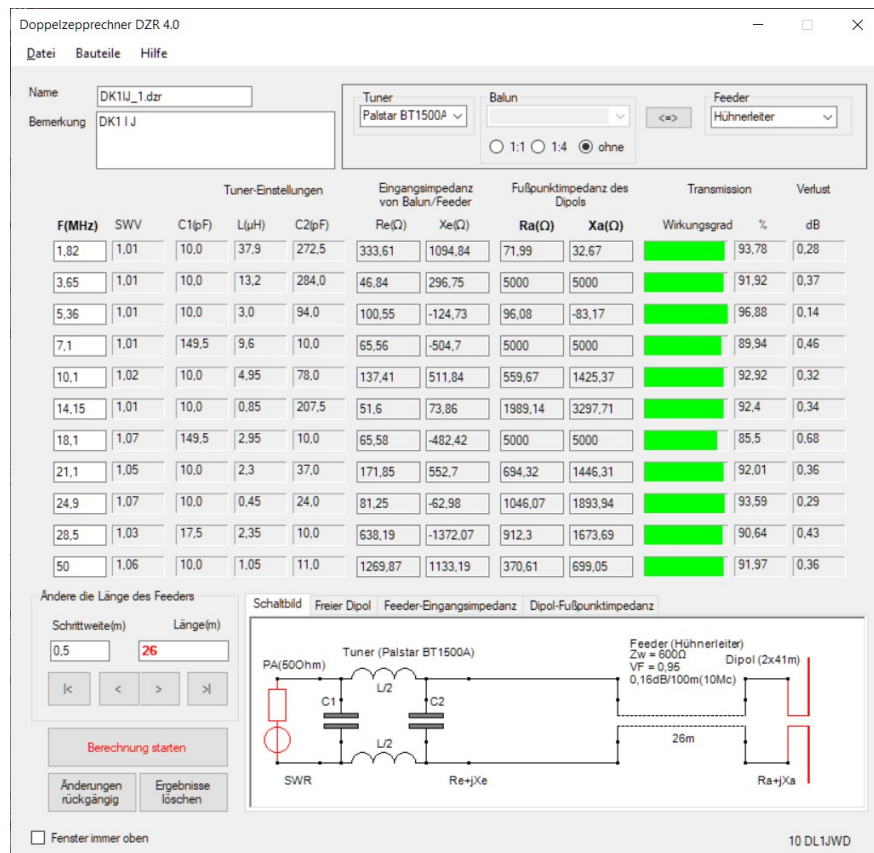 Doppelzepprechner DZR 4.0
Datei Bauteile Hilfe
Name DK1IJ_1.dzr
Bemerkung DK1 I J
Tuner Balun Feeder
Palstar BT1500A <=> Hühnerleiter
1:1 1:4 ohne
Tuner-Einstellungen Eingangsimpedanz von Balun/Feeder Fußpunktimpedanz des Dipols Transmission Verlust
F(MHz) SWV C1(pF) L(µH) C2(pF) Re(Ω) Xe(Ω) Ra(Ω) Xa(Ω) Wirkungsgrad % dB
1,82 1,01 10,0 37,9 272,5 333,61 1094,84 71,99 32,67 93,78 0,28
3,65 1,01 10,0 13,2 284,0 46,84 296,75 5000 5000 91,92 0,37
5,36 1,01 10,0 3,0 94,0 100,55 -124,73 96,08 -83,17 96,88 0,14
7,1 1,01 149,5 9,6 10,0 65,56 -504,7 5000 5000 89,94 0,46
10,1 1,02 10,0 4,95 78,0 137,41 511,84 559,67 1425,37 92,92 0,32
14,15 1,01 10,0 0,85 207,5 51,6 73,86 1989,14 3297,71 92,4 0,34
18,1 1,07 149,5 2,95 10,0 65,58 -482,42 5000 5000 85,5 0,68
21,1 1,05 10,0 2,3 37,0 171,85 552,7 694,32 1446,31 92,01 0,36
24,9 1,07 10,0 0,45 24,0 81,25 -62,98 1046,07 1893,94 93,59 0,29
28,5 1,03 17,5 2,35 10,0 638,19 -1372,07 912,3 1673,69 90,64 0,43
50 1,06 10,0 1,05 11,0 1269,87 1133,19 370,61 699,05 91,97 0,36
Ändere die Länge des Feeders
Schrittweite(m) Länge(m)
0,5 26
|< < > >|
Berechnung starten
Änderungen rückgängig
Ergebnisse löschen
Schaltbild Freier Dipol Feeder-Eingangsimpedanz Dipol-Fußpunktimpedanz
PA(50Ohm)
Tuner (Palstar BT1500A)
L/2
C1
C2
L/2
SWR
Re+jXe
Feeder (Hühnerleiter)
Zw = 600Ω
VF = 0,95
0,16dB/100m(10Mc)
Dipol (2x41m)
26m
Ra+jXa
Fenster immer oben
10 DL1JWD